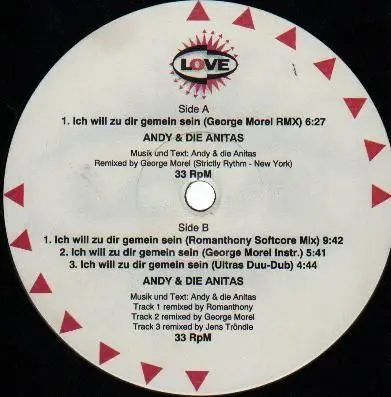 LOVE
Side A
1. Ich will zu dir gemein sein (George Morel RMX) 6:27
ANDY & DIE ANITAS
Musik und Text: Andy & die Anitas
Remixed by George Morel (Strictly Rythm - New York)
33 RpM
Side B
1. Ich will zu dir gemein sein (Romanthony Softcore Mix) 9:42
2. Ich will zu dir gemein sein (George Morel Instr.) 5:41
3. Ich will zu dir gemein sein (Ultras Duu-Dub) 4:44
ANDY & DIE ANITAS
Musik und Text: Andy & die Anitas
Track 1 remixed by Romanthony
Track 2 remixed by George Morel
Track 3 remixed by Jens Tröndle
33 RpM